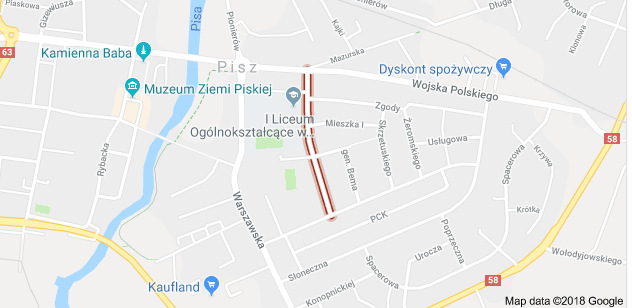 Giżewiusza
Piaskowa
63
Kamienna Baba
Pisa
Pionierów
Kajki
Mazurska
Długa
Toro
Klonowa
Pisz
Dyskont spożywczy
Wojska Polskiego
Muzeum Ziemi Piskiej
I Liceum
Ogólnokształcące w...
Mieszka I
Zgody
Skrzetuskiego
Żeromskiego
Usługowa
58
Rybacka
gen. Bema
Spacerowa
Krzywa
Krótka
Warszawska
PCK
Poprzeczna
Urocza
Wołodyjowskiego
Słoneczna
Spacerowa
Konopnickiej
Kaufland
58
Map data ©2018 Google